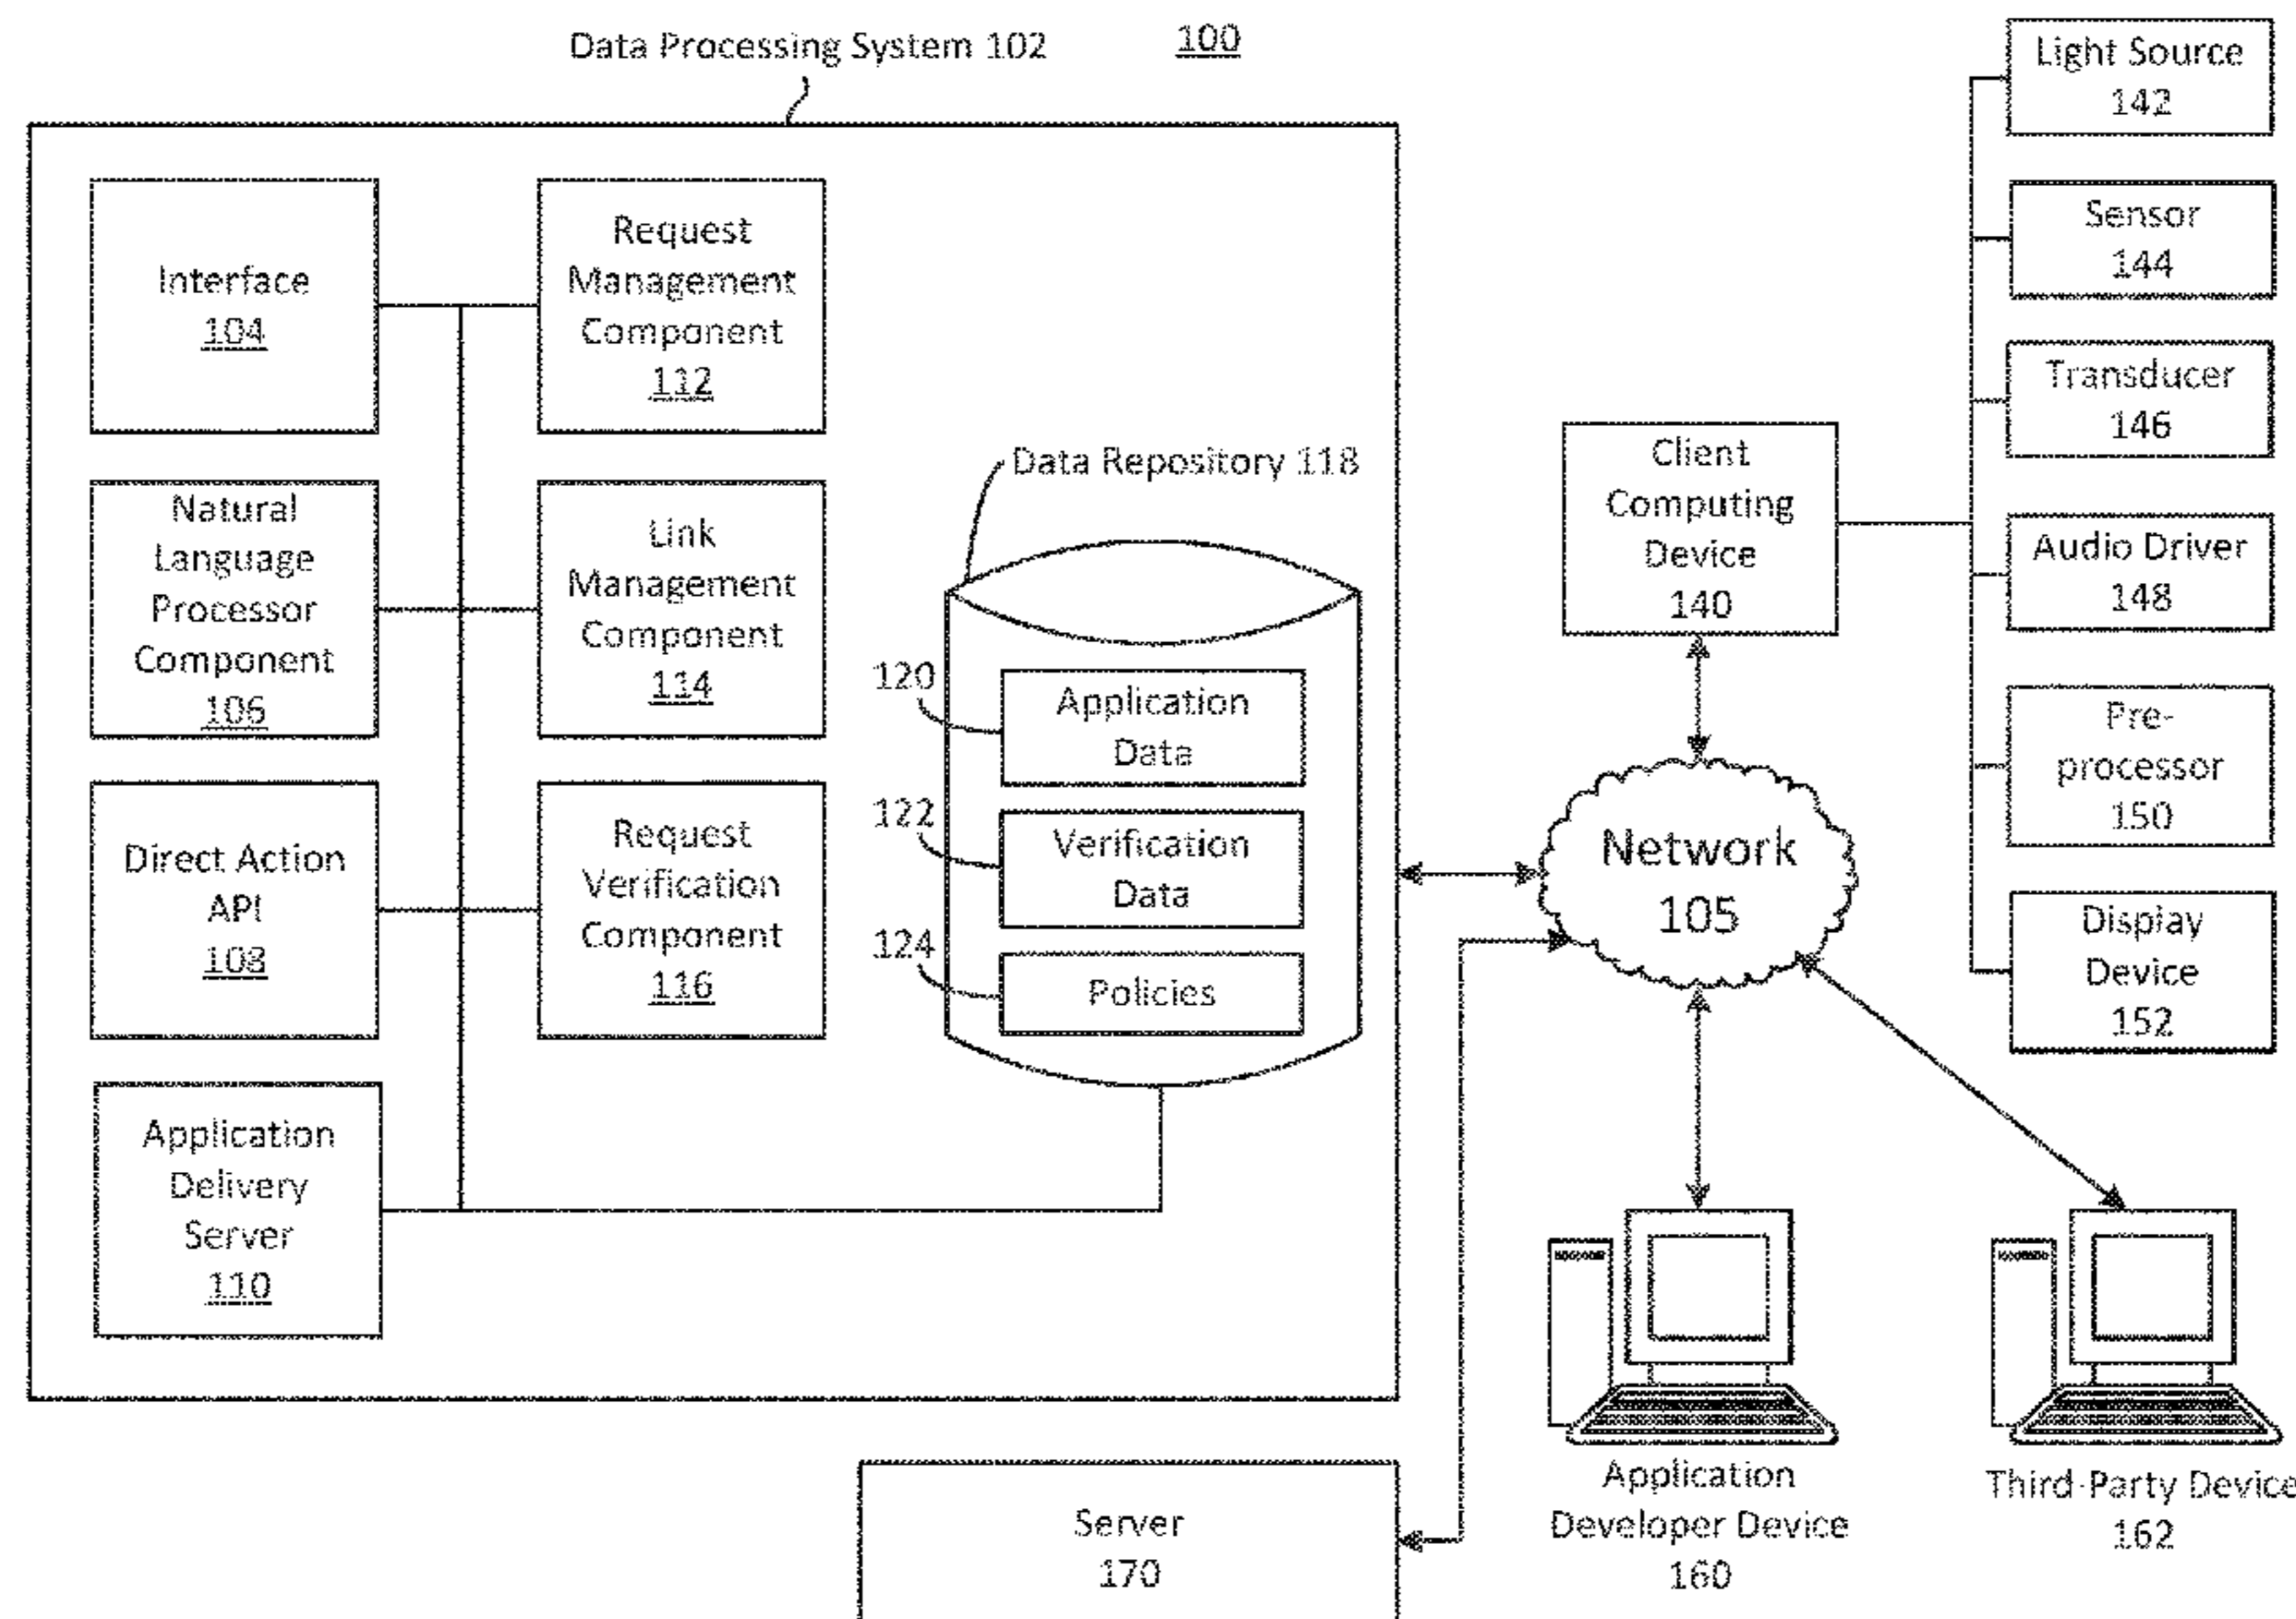 Data Processing System 102
100
Interface
104
Request
Management
Component
112
Natural
Language
Processor
Component
106
Link
Management
Component
114
Direct Action
API
108
Request
Verification
Component
116
Application
Delivery
Server
110
Data Repository 118
120
Application
Data
122
Verification
Data
124
Policies
Client
Computing
Device
140
Network
105
Light Source
142
Sensor
144
Transducer
146
Audio Driver
148
Pre-
processor
150
Display
Device
152
Server
170
Application
Developer Device
160
Third-Party Device
162